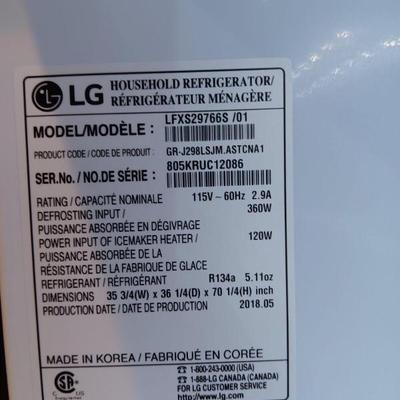 LG HOUSEHOLD REFRIGERATOR/
RÉFRIGÉRATEUR MÉNAGÈRE
MODEL/MODÈLE : LFXS29766S /01
PRODUCT CODE / CODE DE PRODUIT : GR-J298LSJM.ASTCNA1
SER.No./ NO.DE SÉRIE : 805KRUC12086
RATING / CAPACITÉ NOMINALE 115V~60Hz 2.9A
DEFROSTING INPUT / 360W
PUISSANCE ABSORBÉE EN DÉGIVRAGE
POWER INPUT OF ICEMAKER HEATER / 120W
PUISSANCE ABSORBÉE DE LA
RÉSISTANCE DE LA FABRIQUE DE GLACE
REFRIGERANT / RÉFRIGÉRANT R134a 5.11oz
DIMENSIONS 35 3/4(W) x 36 1/4(D) x 70 1/4(H) inch
PRODUCTION DATE / DATE DE PRODUCTION 2018.05
MADE IN KOREA / FABRIQUÉ EN CORÉE
1-800-243-0000 (USA)
1-888-LG CANADA (CANADA)
FOR LG CUSTOMER SERVICE
http://www.lg.com